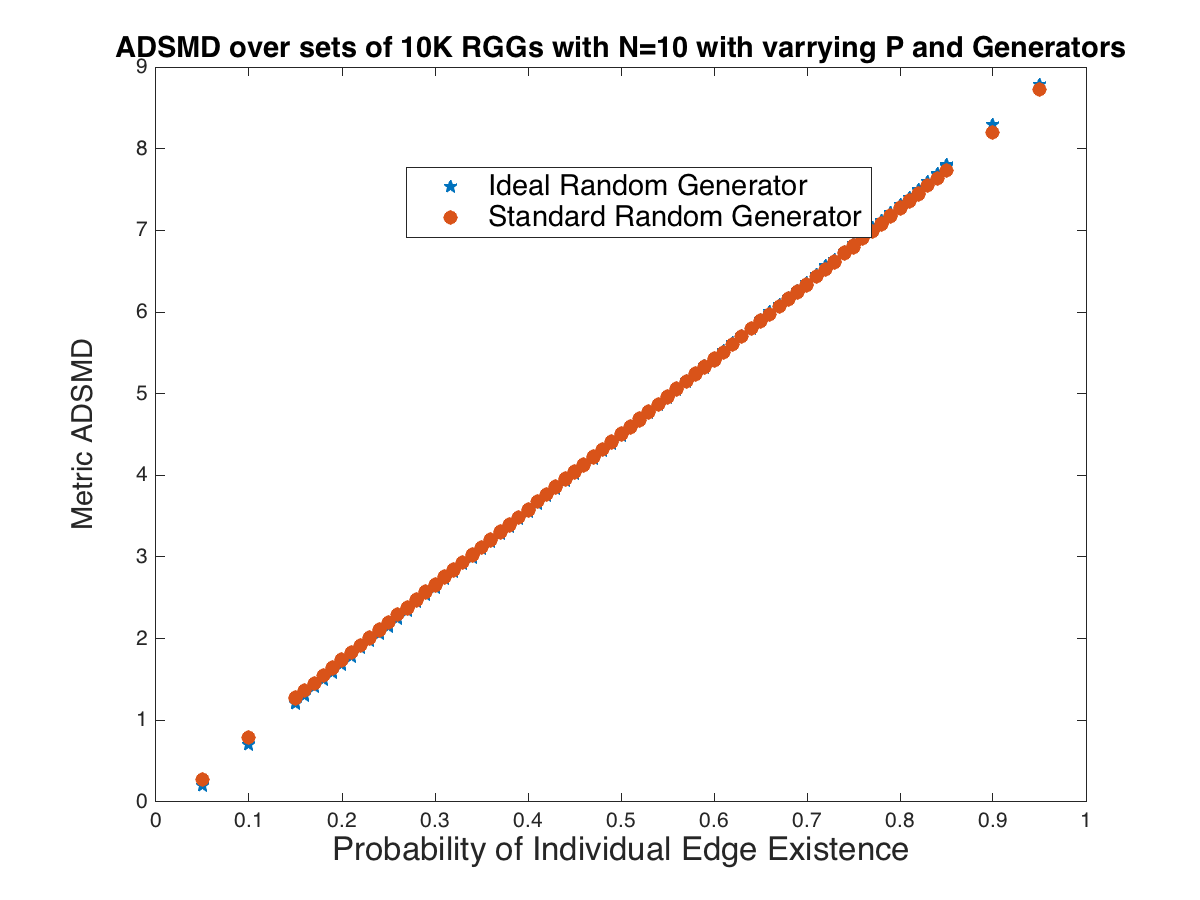 ADSMD over sets of 10K RGGs with N=10 with varrying P and Generators
9
8
7
6
5
4
3
2
1
0
Metric ADSMD
Ideal Random Generator
Standard Random Generator
0 0.1 0.2 0.3 0.4 0.5 0.6 0.7 0.8 0.9 1
Probability of Individual Edge Existence